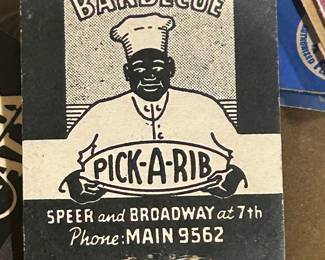 BARBECUE
PICK-A-RIB
SPEER and BROADWAY at 7th
Phone: MAIN 9562